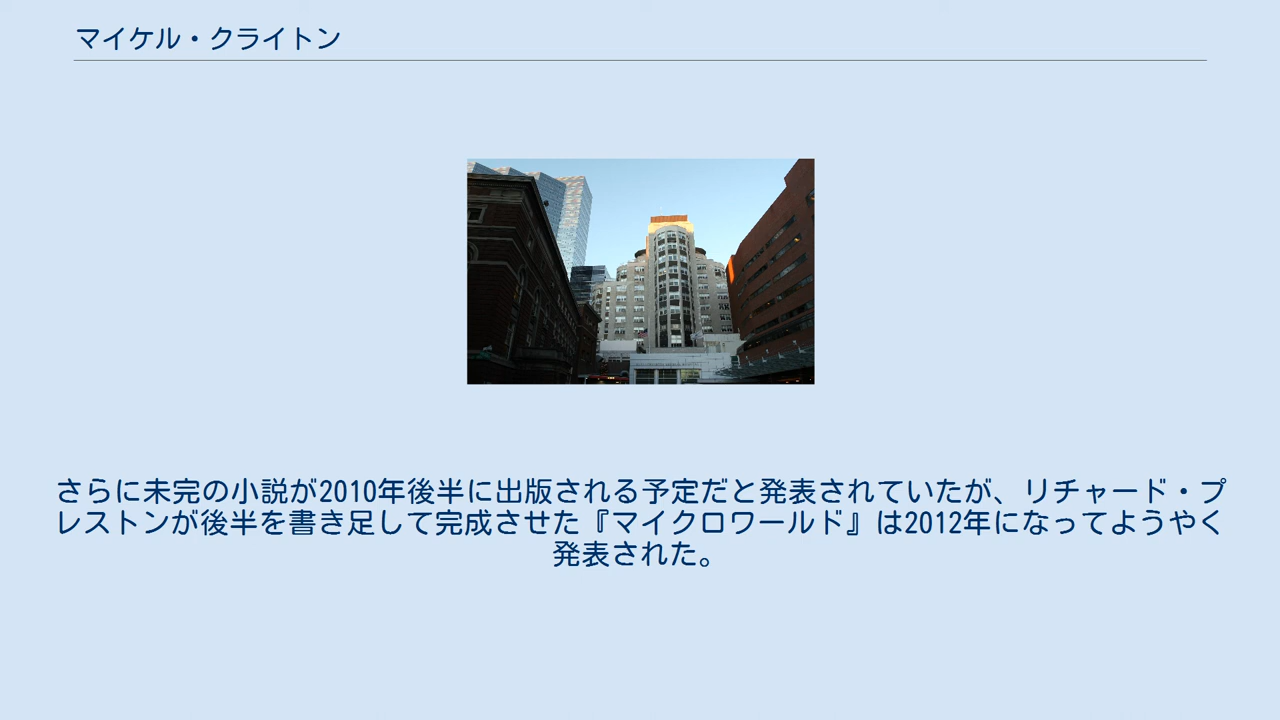 マイケル・クライトン
さらに未完の小説が2010年後半に出版される予定だと発表されていたが、リチャード・プ
レストンが後半を書き足して完成させた『マイクロワールド』は2012年になってようやく
発表された。